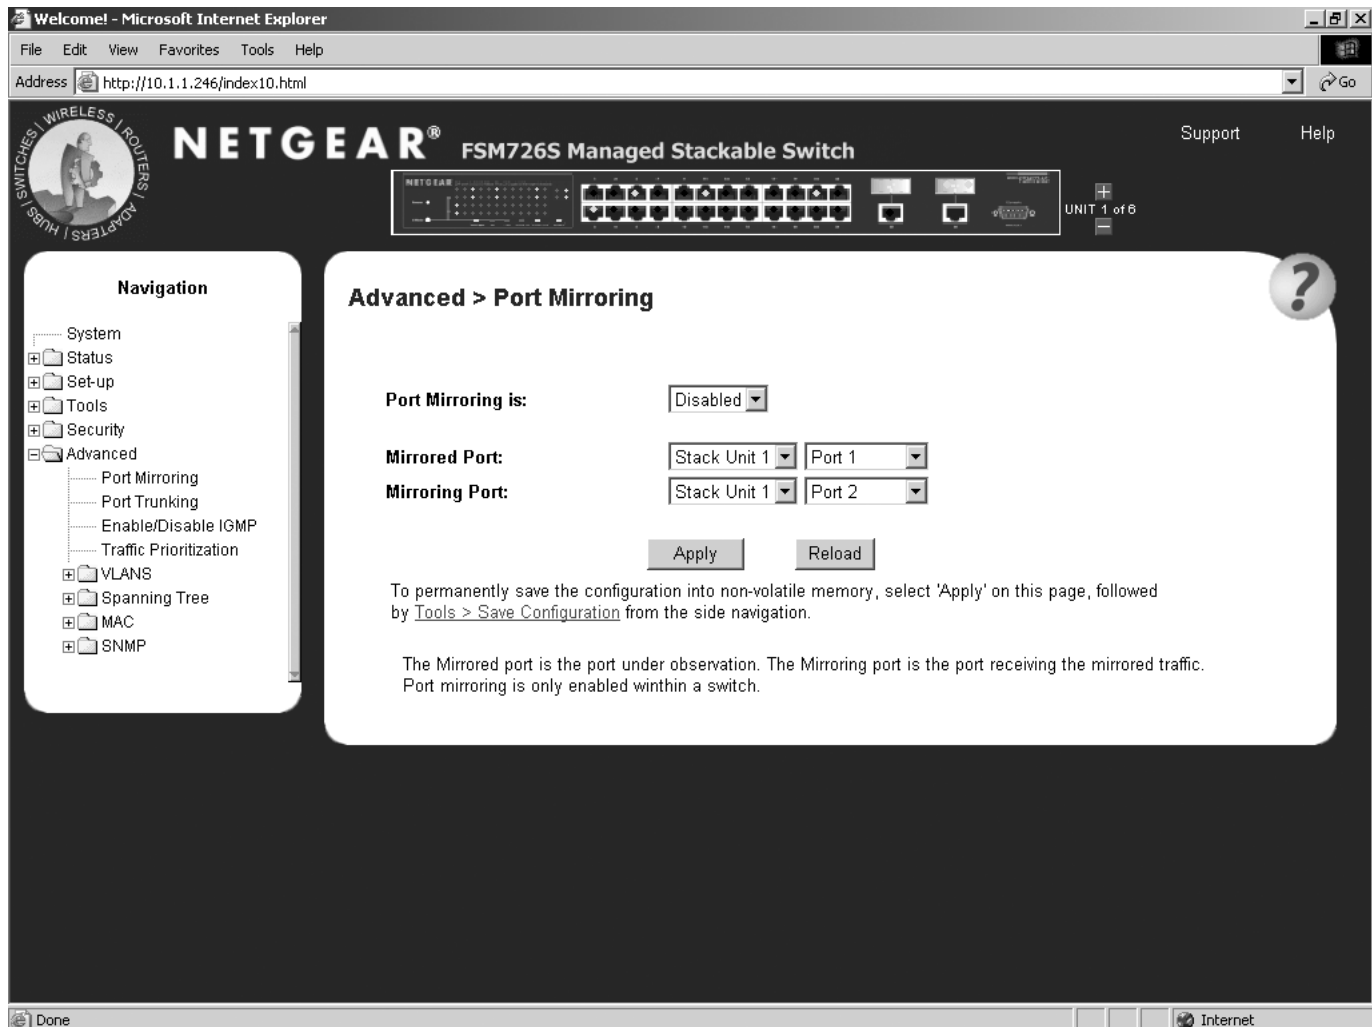 Welcome! - Microsoft Internet Explorer
File Edit View Favorites Tools Help
Address http://10.1.1.246/index10.html Go
SWITCHES | WIRELESS | ROUTERS | ADAPTERS | HUBS |
NETGEAR® FSM726S Managed Stackable Switch
Support Help
NETGEAR
UNIT 1 of 6
Navigation
System
Status
Set-up
Tools
Security
Advanced
Port Mirroring
Port Trunking
Enable/Disable IGMP
Traffic Prioritization
VLANS
Spanning Tree
MAC
SNMP
Advanced > Port Mirroring
?
Port Mirroring is: Disabled
Mirrored Port: Stack Unit 1 Port 1
Mirroring Port: Stack Unit 1 Port 2
Apply Reload
To permanently save the configuration into non-volatile memory, select 'Apply' on this page, followed
by Tools > Save Configuration from the side navigation.
The Mirrored port is the port under observation. The Mirroring port is the port receiving the mirrored traffic.
Port mirroring is only enabled winthin a switch.
Done Internet